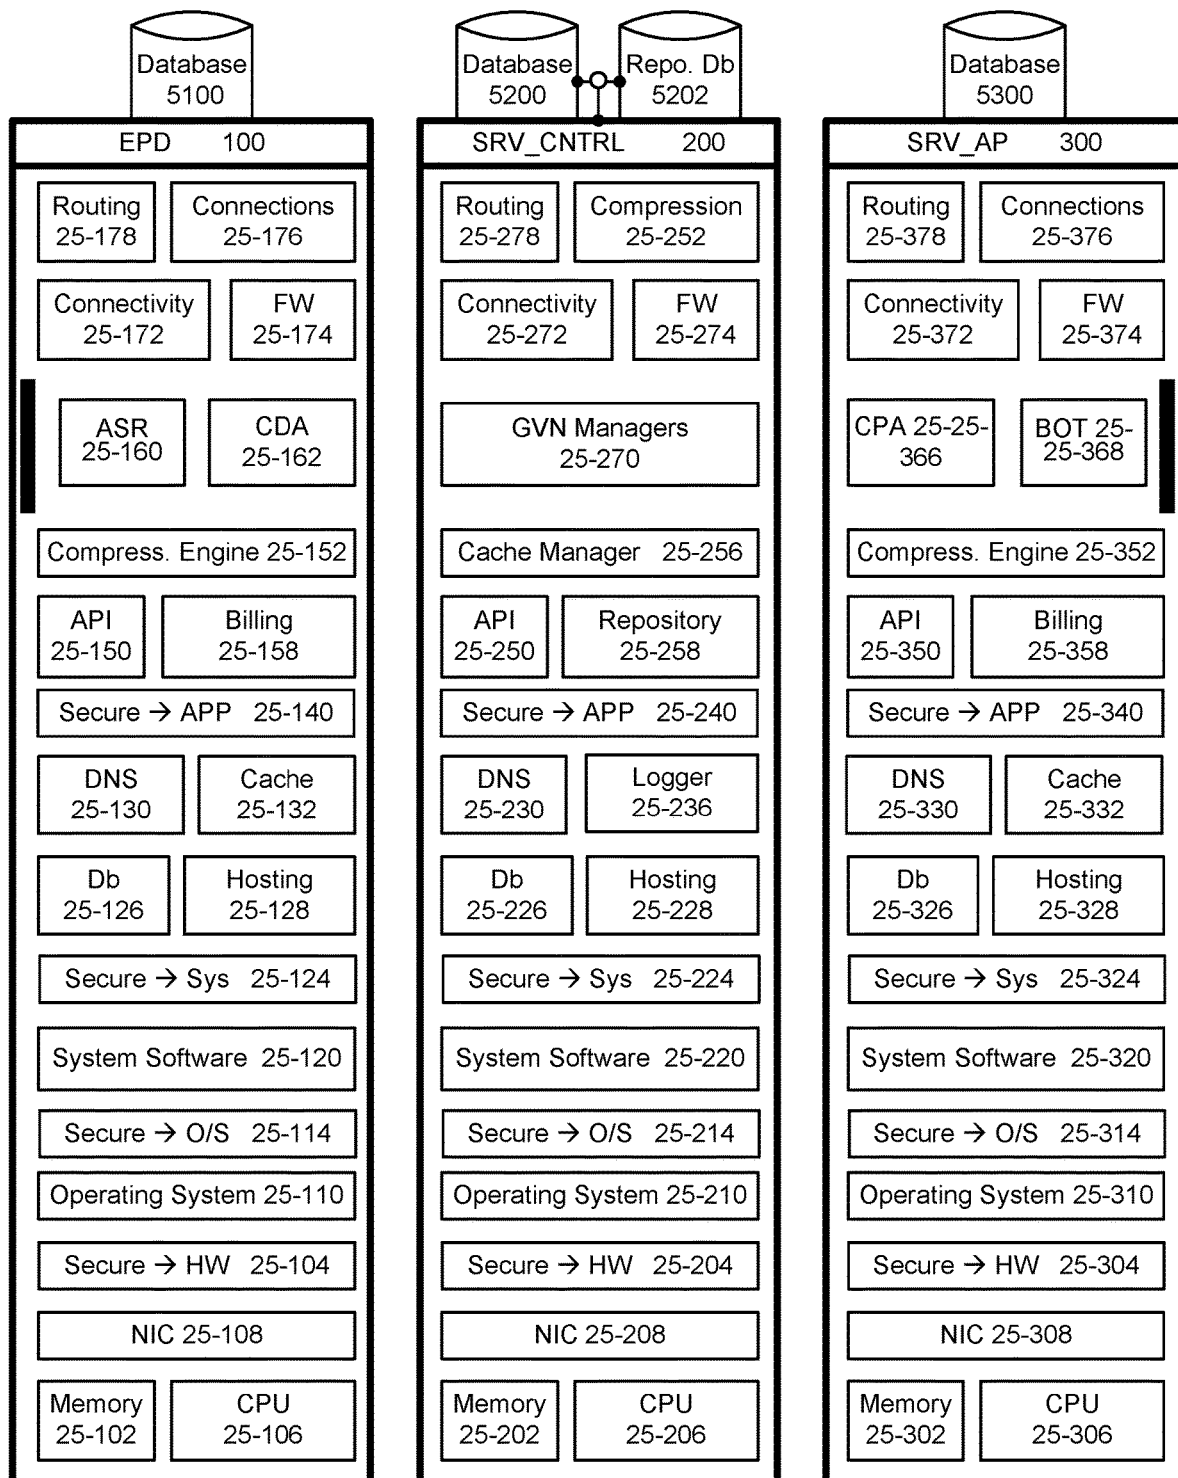 Database
5100
EPD 100
Routing
25-178
Connections
25-176
Connectivity
25-172
FW
25-174
ASR
25-160
CDA
25-162
Compress. Engine 25-152
API
25-150
Billing
25-158
Secure → APP 25-140
DNS
25-130
Cache
25-132
Db
25-126
Hosting
25-128
Secure → Sys 25-124
System Software 25-120
Secure → O/S 25-114
Operating System 25-110
Secure → HW 25-104
NIC 25-108
Memory
25-102
CPU
25-106
Database
5200
Repo. Db
5202
SRV_CNTRL 200
Routing
25-278
Compression
25-252
Connectivity
25-272
FW
25-274
GVN Managers
25-270
Cache Manager 25-256
API
25-250
Repository
25-258
Secure → APP 25-240
DNS
25-230
Logger
25-236
Db
25-226
Hosting
25-228
Secure → Sys 25-224
System Software 25-220
Secure → O/S 25-214
Operating System 25-210
Secure → HW 25-204
NIC 25-208
Memory
25-202
CPU
25-206
Database
5300
SRV_AP 300
Routing
25-378
Connections
25-376
Connectivity
25-372
FW
25-374
CPA 25-25-
366
BOT 25-
25-368
Compress. Engine 25-352
API
25-350
Billing
25-358
Secure → APP 25-340
DNS
25-330
Cache
25-332
Db
25-326
Hosting
25-328
Secure → Sys 25-324
System Software 25-320
Secure → O/S 25-314
Operating System 25-310
Secure → HW 25-304
NIC 25-308
Memory
25-302
CPU
25-306